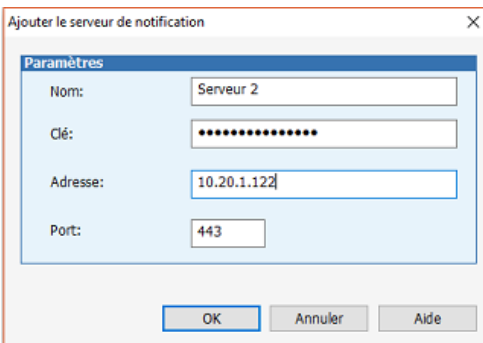 Ajouter le serveur de notification
Paramètres
Nom: Serveur 2
Clé: •••••••••••••••
Adresse: 10.20.1.122
Port: 443
OK Annuler Aide